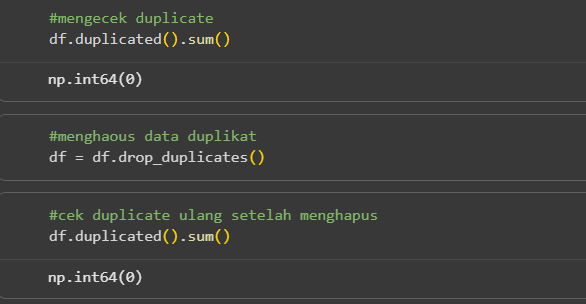 #mengecek duplicate
df.duplicated().sum()
np.int64(0)
#menghaous data duplikat
df = df.drop_duplicates()
#cek duplicate ulang setelah menghapus
df.duplicated().sum()
np.int64(0)